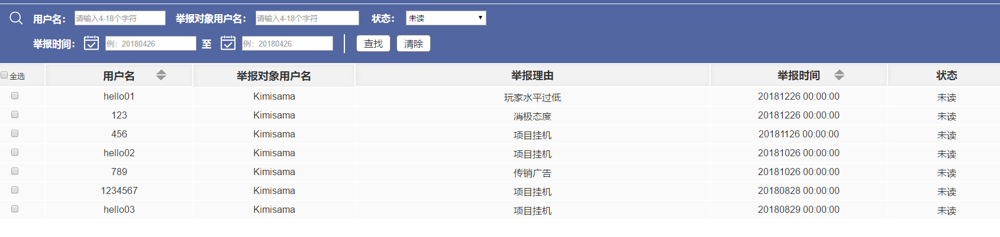 用户名： 请输入4-18个字符 举报对象用户名： 请输入4-18个字符 状态： 未读
举报时间： 例：20180426 至 例：20180426 查找 清除
全选 用户名 举报对象用户名 举报理由 举报时间 状态
hello01 Kimisama 玩家水平过低 20181226 00:00:00 未读
123 Kimisama 消极态度 20181226 00:00:00 未读
456 Kimisama 项目挂机 20181126 00:00:00 未读
hello02 Kimisama 项目挂机 20181026 00:00:00 未读
789 Kimisama 传销广告 20181026 00:00:00 未读
1234567 Kimisama 项目挂机 20180828 00:00:00 未读
hello03 Kimisama 项目挂机 20180829 00:00:00 未读